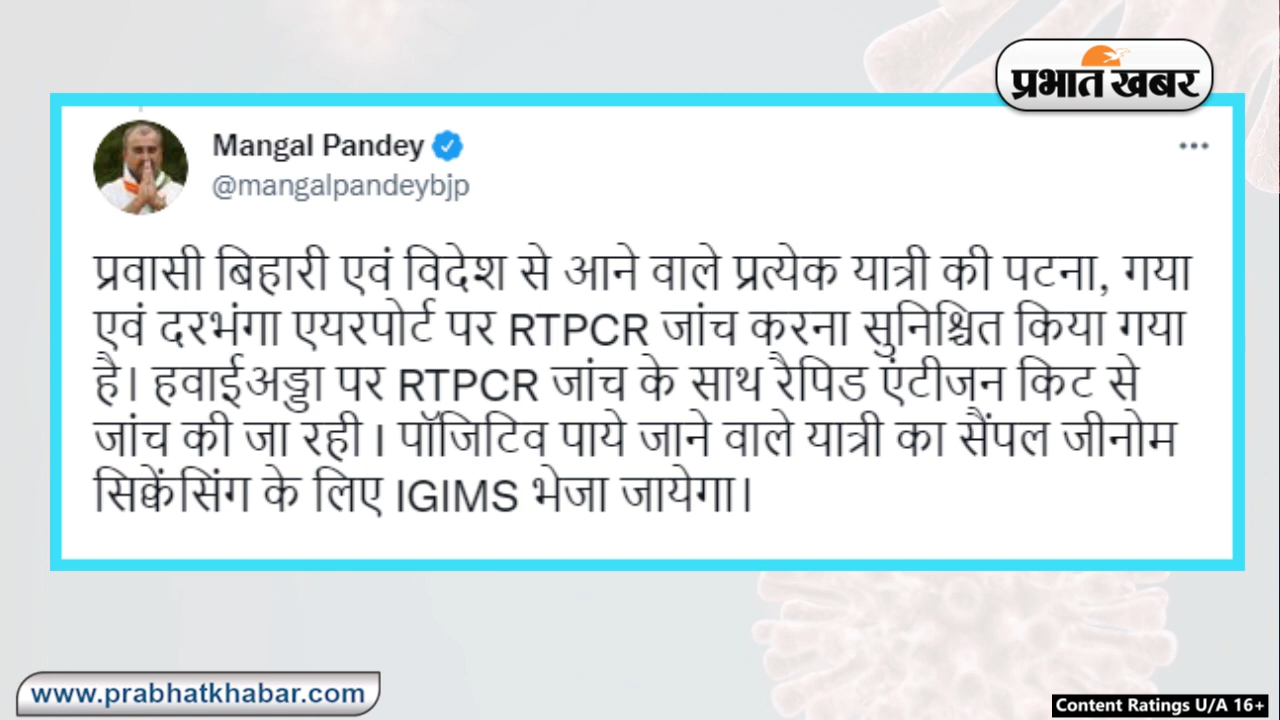 प्रभात खबर
Mangal Pandey
@mangalpandeybjp
प्रवासी बिहारी एवं विदेश से आने वाले प्रत्येक यात्री की पटना, गया
एवं दरभंगा एयरपोर्ट पर RTPCR जांच करना सुनिश्चित किया गया
है। हवाईअड्डा पर RTPCR जांच के साथ रैपिड एंटीजन किट से
जांच की जा रही । पॉजिटिव पाये जाने वाले यात्री का सैंपल जीनोम
सिक्वेंसिंग के लिए IGIMS भेजा जायेगा।
www.prabhatkhabar.com
Content Ratings U/A 16+